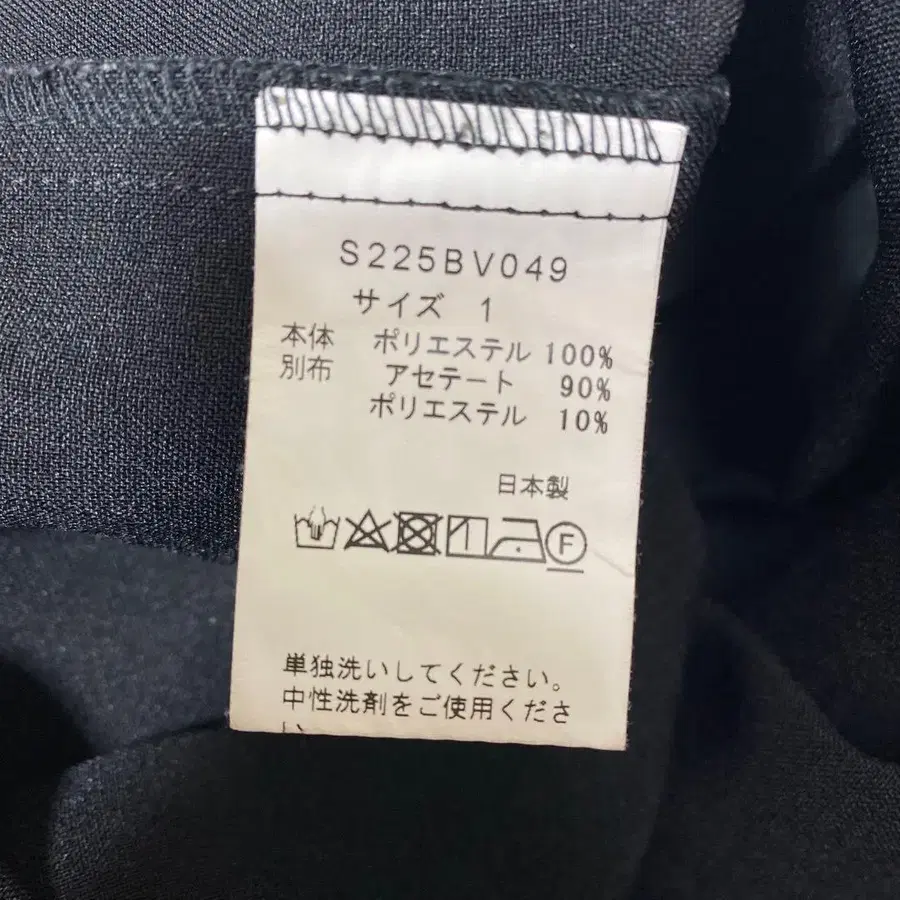 S225BV049
サイズ 1
本体 ポリエステル 100%
別布 アセテート 90%
ポリエステル 10%
日本製
F
単独洗いしてください。
中性洗剤をご使用くださ
い